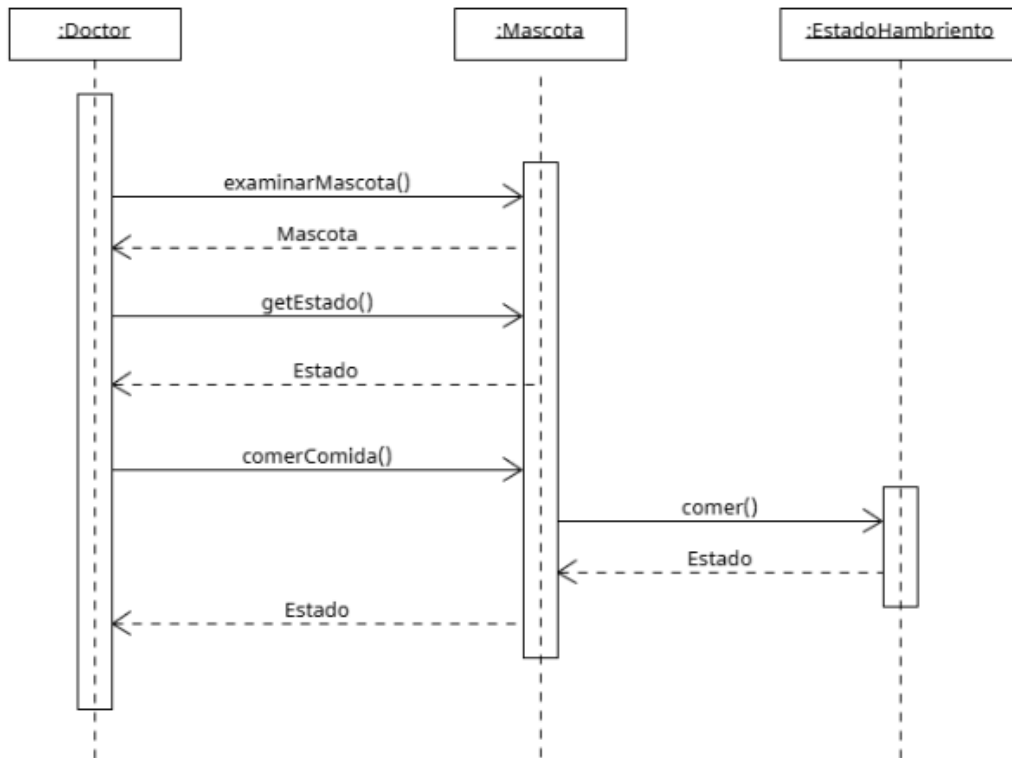 :Doctor
:Mascota
:EstadoHambriento
examinarMascota()
Mascota
getEstado()
Estado
comerComida()
comer()
Estado
Estado